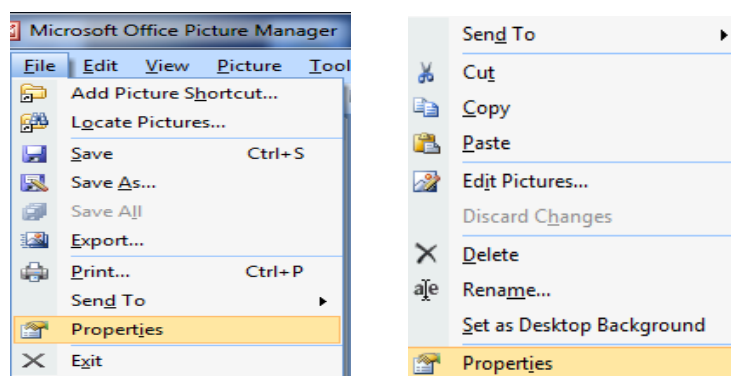 Microsoft Office Picture Manager
File Edit View Picture Tool
Add Picture Shortcut...
Locate Pictures...
Save Ctrl+S
Save As...
Save All
Export...
Print... Ctrl+P
Send To
Properties
Exit
Send To
Cut
Copy
Paste
Edit Pictures...
Discard Changes
Delete
Rename...
Set as Desktop Background
Properties